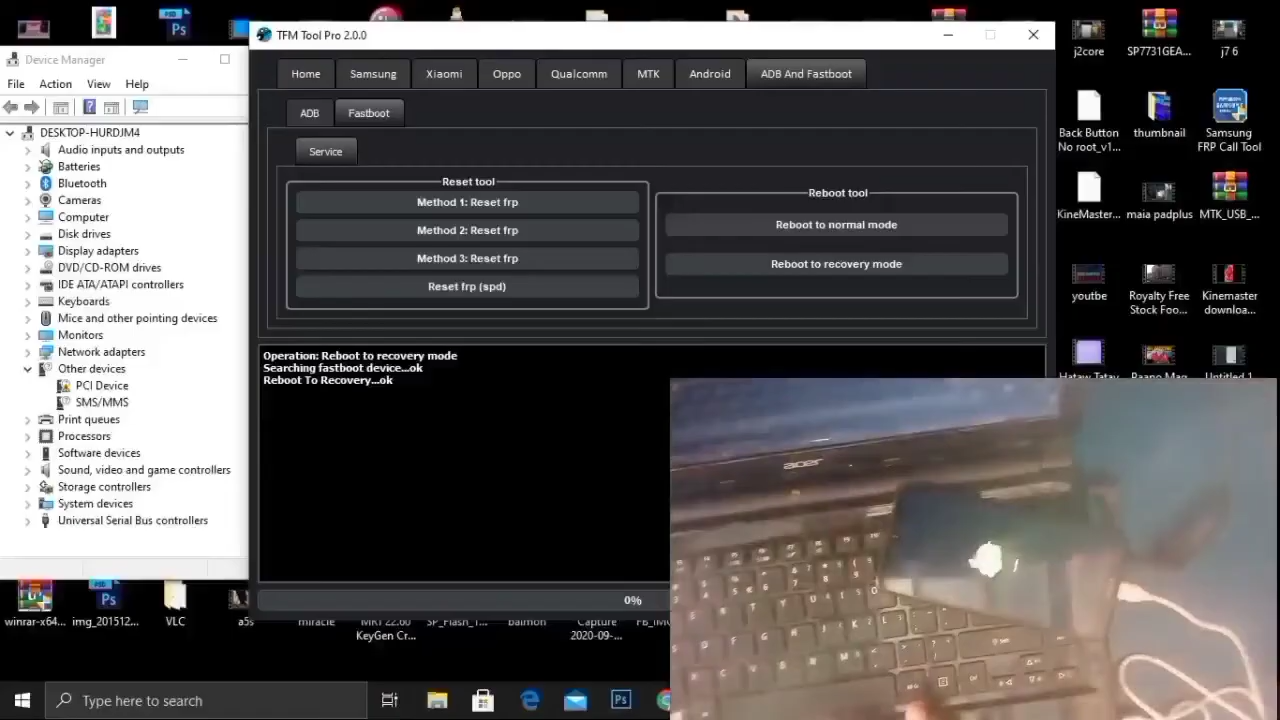 j2core
SP7731GEA...
j7 6
TFM Tool Pro 2.0.0
Device Manager
File Action View Help
Home Samsung Xiaomi Oppo Qualcomm MTK Android ADB And Fastboot
ADB Fastboot
Service
Reset tool
Method 1: Reset frp
Method 2: Reset frp
Method 3: Reset frp
Reset frp (spd)
Reboot tool
Reboot to normal mode
Reboot to recovery mode
DESKTOP-HURDJM4
Audio inputs and outputs
Batteries
Bluetooth
Cameras
Computer
Disk drives
Display adapters
DVD/CD-ROM drives
IDE ATA/ATAPI controllers
Keyboards
Mice and other pointing devices
Monitors
Network adapters
Other devices
PCI Device
SMS/MMS
Print queues
Processors
Software devices
Sound, video and game controllers
Storage controllers
System devices
Universal Serial Bus controllers
Operation: Reboot to recovery mode
Searching fastboot device...ok
Reboot To Recovery...ok
0%
Back Button
No root_v1...
thumbnail
Samsung
FRP Call Tool
KineMaster...
maia padplus
MTK_USB_...
youtbe
Royalty Free
Stock Foo...
Kinemaster
downloa...
Hataw Tatay
Paano Mag
Untitled 1
acer
winrar-x64...
img_201512...
VLC
a5s
miracle
KeyGen Cr...
SP_Flash_T...
Capture
2020-09-...
Type here to search